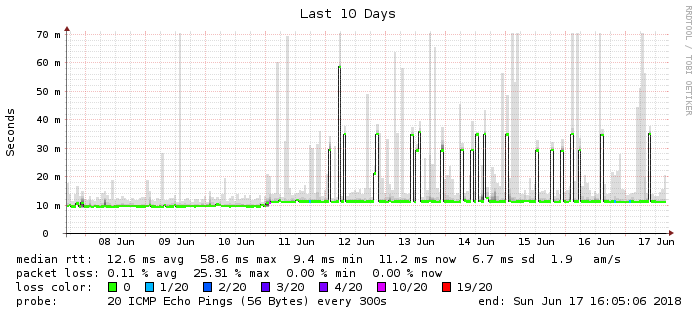 Last 10 Days
RRDTOOL / TOBI OETIKER
Seconds
70 m
60 m
50 m
40 m
30 m
20 m
10 m
0
08 Jun 09 Jun 10 Jun 11 Jun 12 Jun 13 Jun 14 Jun 15 Jun 16 Jun 17 Jun
median rtt: 12.6 ms avg 58.6 ms max 9.4 ms min 11.2 ms now 6.7 ms sd 1.9 am/s
packet loss: 0.11 % avg 25.31 % max 0.00 % min 0.00 % now
loss color: 0 1/20 2/20 3/20 4/20 10/20 19/20
probe: 20 ICMP Echo Pings (56 Bytes) every 300s end: Sun Jun 17 16:05:06 2018